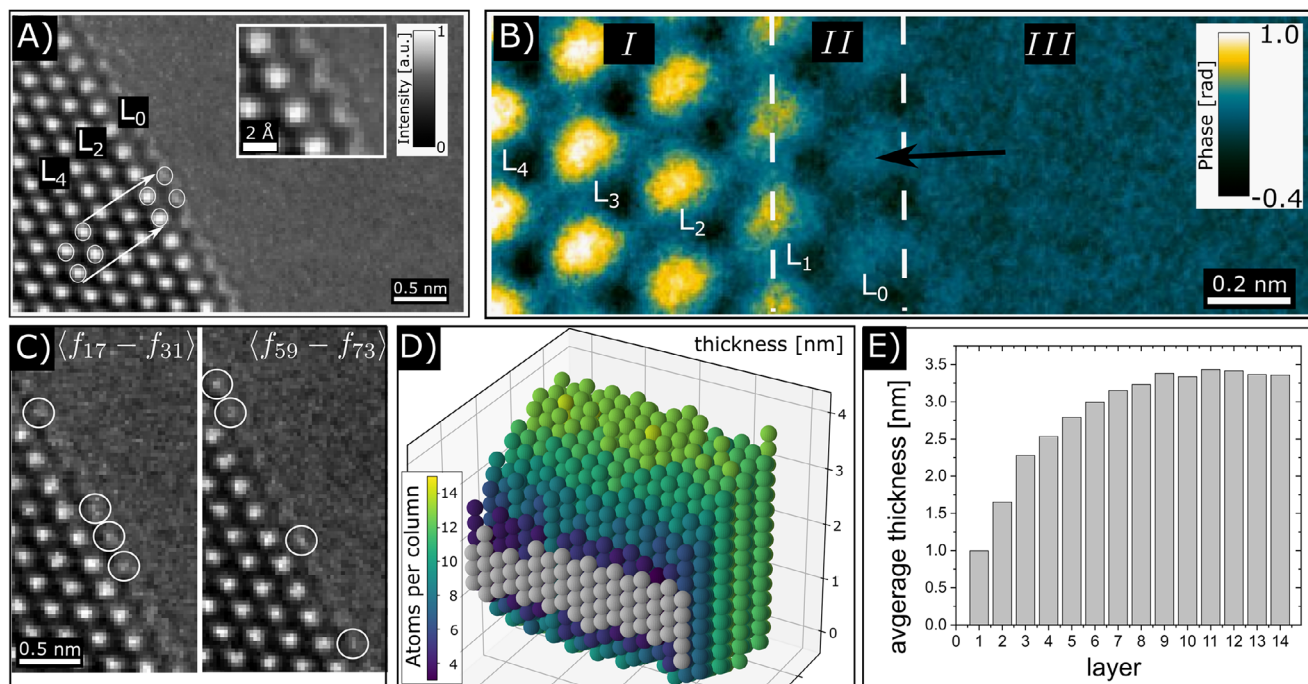 A)
L0
L2
L4
2 Å
Intensity [a.u.]
1
0
0.5 nm
B)
I
II
III
1.0
Phase [rad]
-0.4
L4
L3
L2
L1
L0
0.2 nm
C)
⟨f17 − f31⟩
⟨f59 − f73⟩
0.5 nm
D)
thickness [nm]
4
3
2
1
0
Atoms per column
14
12
10
8
6
4
E)
avgerage thickness [nm]
3.5
3.0
2.5
2.0
1.5
1.0
0.5
0.0
0 1 2 3 4 5 6 7 8 9 10 11 12 13 14
layer